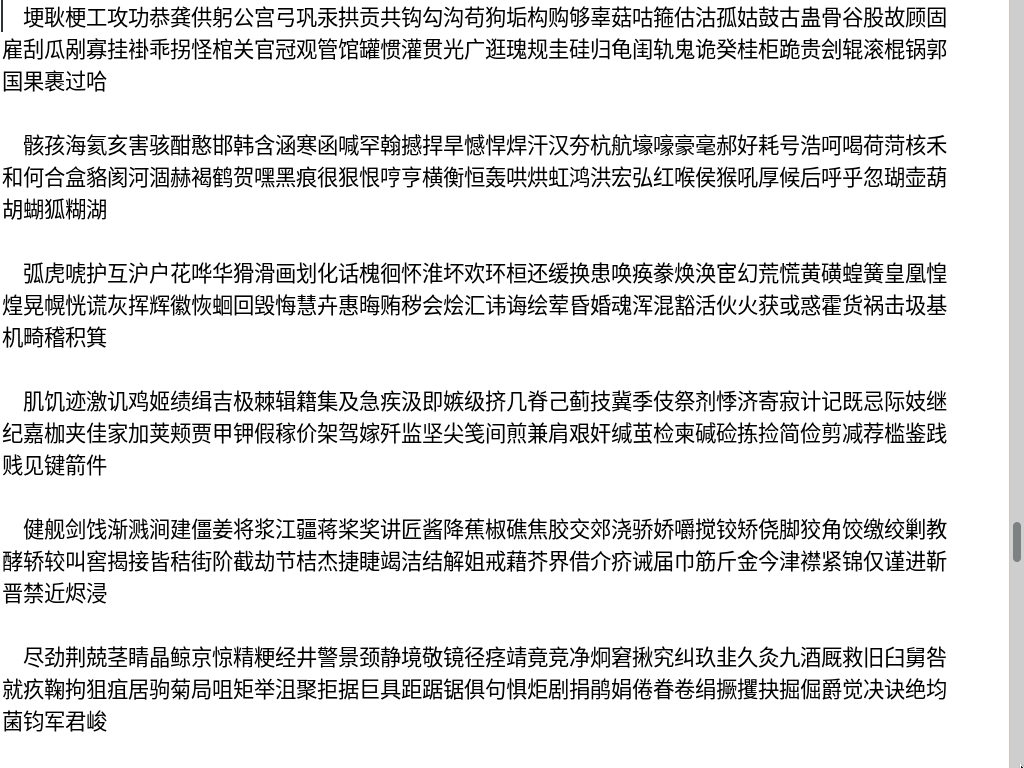 埂耿梗工攻功恭龚供躬公宫弓巩汞拱贡共钩勾沟苟狗垢构购够辜菇咕箍估沽孤姑鼓古蛊骨谷股故顾固
雇刮瓜剐寡挂褂乖拐怪棺关官冠观管馆罐惯灌贯光广逛瑰规圭硅归龟闺轨鬼诡癸桂柜跪贵刽辊滚棍锅郭
国果裹过哈
骸孩海氦亥害骇酣憨邯韩含涵寒函喊罕翰撼捍旱憾悍焊汗汉夯杭航壕嚎豪毫郝好耗号浩呵喝荷菏核禾
和何合盒貉阂河涸赫褐鹤贺嘿黑痕很狠恨哼亨横衡恒轰哄烘虹鸿洪宏弘红喉侯猴吼厚候后呼乎忽瑚壶葫
胡蝴狐糊湖
弧虎唬护互沪户花哗华猾滑画划化话槐徊怀淮坏欢环桓还缓换患唤痪豢焕涣宦幻荒慌黄磺蝗簧皇凰惶
煌晃幌恍谎灰挥辉徽恢蛔回毁悔慧卉惠晦贿秽会烩汇讳诲绘荤昏婚魂浑混豁活伙火获或惑霍货祸击圾基
机畸稽积箕
肌饥迹激讥鸡姬绩缉吉极棘辑籍集及急疾汲即嫉级挤几脊己蓟技冀季伎祭剂悸济寄寂计记既忌际妓继
纪嘉枷夹佳家加荚颊贾甲钾假稼价架驾嫁歼监坚尖笺间煎兼肩艰奸缄茧检柬碱硷拣捡简俭剪减荐槛鉴践
贱见键箭件
健舰剑饯渐溅涧建僵姜将浆江疆蒋桨奖讲匠酱降蕉椒礁焦胶交郊浇骄娇嚼搅铰矫侥脚狡角饺缴绞剿教
酵轿较叫窖揭接皆秸街阶截劫节桔杰捷睫竭洁结解姐戒藉芥界借介疥诫届巾筋斤金今津襟紧锦仅谨进靳
晋禁近烬浸
尽劲荆兢茎睛晶鲸京惊精粳经井警景颈静境敬镜径痉靖竟竞净炯窘揪究纠玖韭久灸九酒厩救旧臼舅咎
就疚鞠拘狙疽居驹菊局咀矩举沮聚拒据巨具距踞锯俱句惧炬剧捐鹃娟倦眷卷绢撅攫抉掘倔爵觉决诀绝均
菌钧军君峻